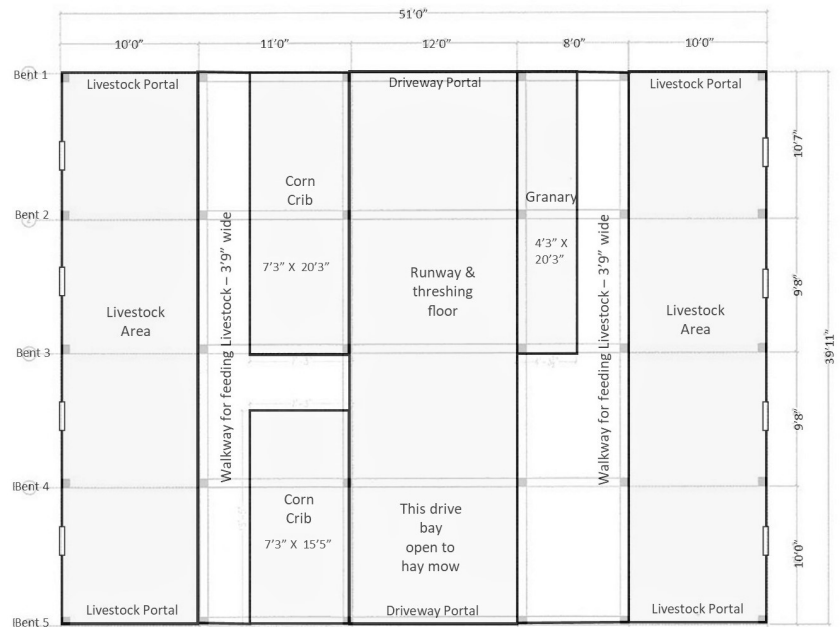 51'0"
10'0"
11'0"
12'0"
8'0"
10'0"
Bent 1
Livestock Portal
Driveway Portal
Livestock Portal
10'7"
Corn
Crib
7'3" X 20'3"
Granary
4'3" X
20'3"
Bent 2
Walkway for feeding Livestock – 3'9" wide
Runway &
threshing
floor
Walkway for feeding Livestock – 3'9" wide
9'8"
Livestock
Area
Livestock
Area
39'11"
Bent 3
9'8"
Bent 4
Corn
Crib
7'3" X 15'5"
This drive
bay
open to
hay mow
10'0"
Livestock Portal
Driveway Portal
Livestock Portal
Bent 5